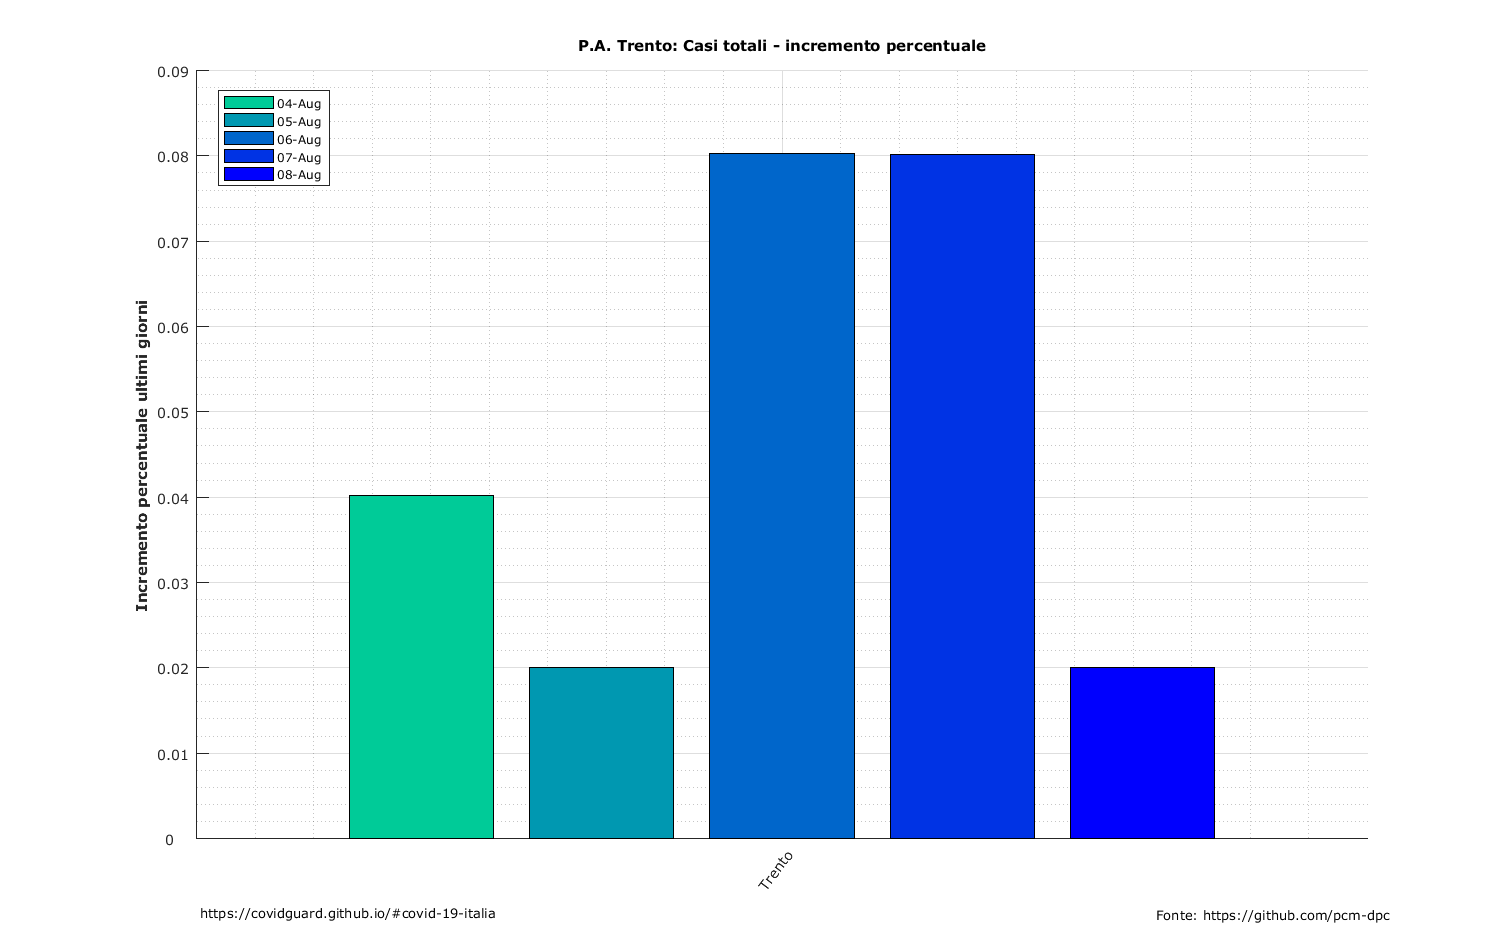 P.A. Trento: Casi totali - incremento percentuale
0.09
0.08
0.07
0.06
0.05
0.04
0.03
0.02
0.01
0
Incremento percentuale ultimi giorni
04-Aug
05-Aug
06-Aug
07-Aug
08-Aug
Trento
https://covidguard.github.io/#covid-19-italia
Fonte: https://github.com/pcm-dpc